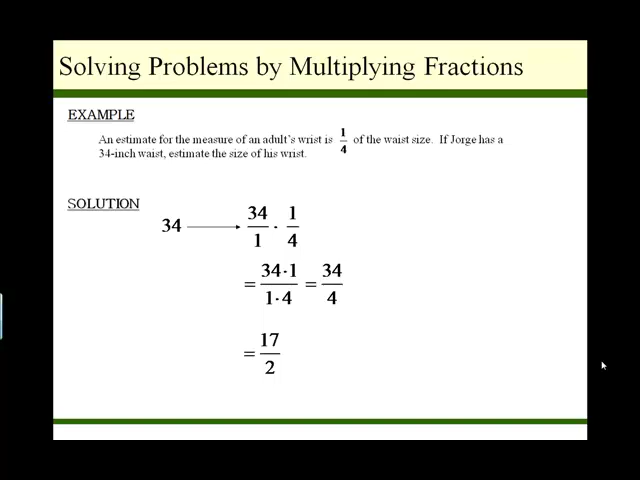 Solving Problems by Multiplying Fractions
EXAMPLE
An estimate for the measure of an adult's wrist is 1/4 of the waist size. If Jorge has a
34-inch waist, estimate the size of his wrist.
SOLUTION
34 → 34/1 · 1/4
= 34·1/1·4 = 34/4
= 17/2